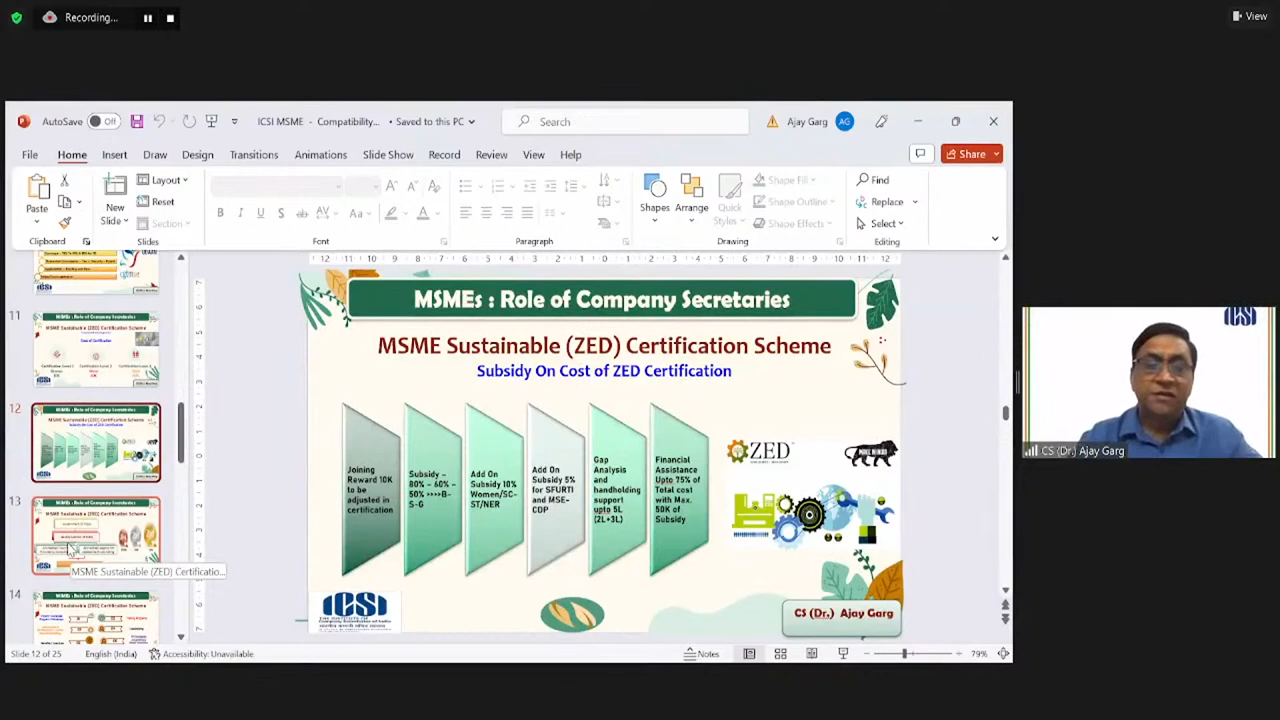 Recording...
View
AutoSave Off
ICSI MSME - Compatibility... • Saved to this PC
Search
Ajay Garg AG
File Home Insert Draw Design Transitions Animations Slide Show Record Review View Help
Share
Paste
New Slide
Layout
Reset
Section
Shapes
Arrange
Quick Styles
Shape Fill
Shape Outline
Shape Effects
Find
Replace
Select
Clipboard Slides Font Paragraph Drawing Editing
11
12
13
14
MSME Sustainable (ZED) Certificatio...
MSMEs : Role of Company Secretaries
MSME Sustainable (ZED) Certification Scheme
Subsidy On Cost of ZED Certification
Joining
Reward 10K
to be
adjusted in
certification
Subsidy –
80% – 60% –
50% >>>>B–
S-G
Add On
Subsidy 10%
Women/SC-
ST/NER
Add On
Subsidy 5%
for SFURTI
and MSE-
CDP
Gap
Analysis
and
handholding
support
upto 5L
(2L+3L)
Financial
Assistance
Upto 75% of
Total cost
with Max.
50K of
Subsidy
ZED
MAKE IN INDIA
ICSI
CS (Dr.) Ajay Garg
ICSI
CS (Dr.) Ajay Garg
Slide 12 of 25
English (India)
Accessibility: Unavailable
Notes
79%